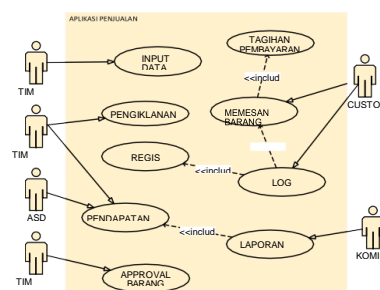 APLIKASI PENJUALAN
TAGIHAN
PEMBAYARAN
INPUT
DATA
<<includ
TIM
CUSTO
PENGIKLANAN
MEMESAN
BARANG
TIM
REGIS
<<includ
LOG
ASD
PENDAPATAN
<<includ
LAPORAN
KOMI
TIM
APPROVAL
BARANG